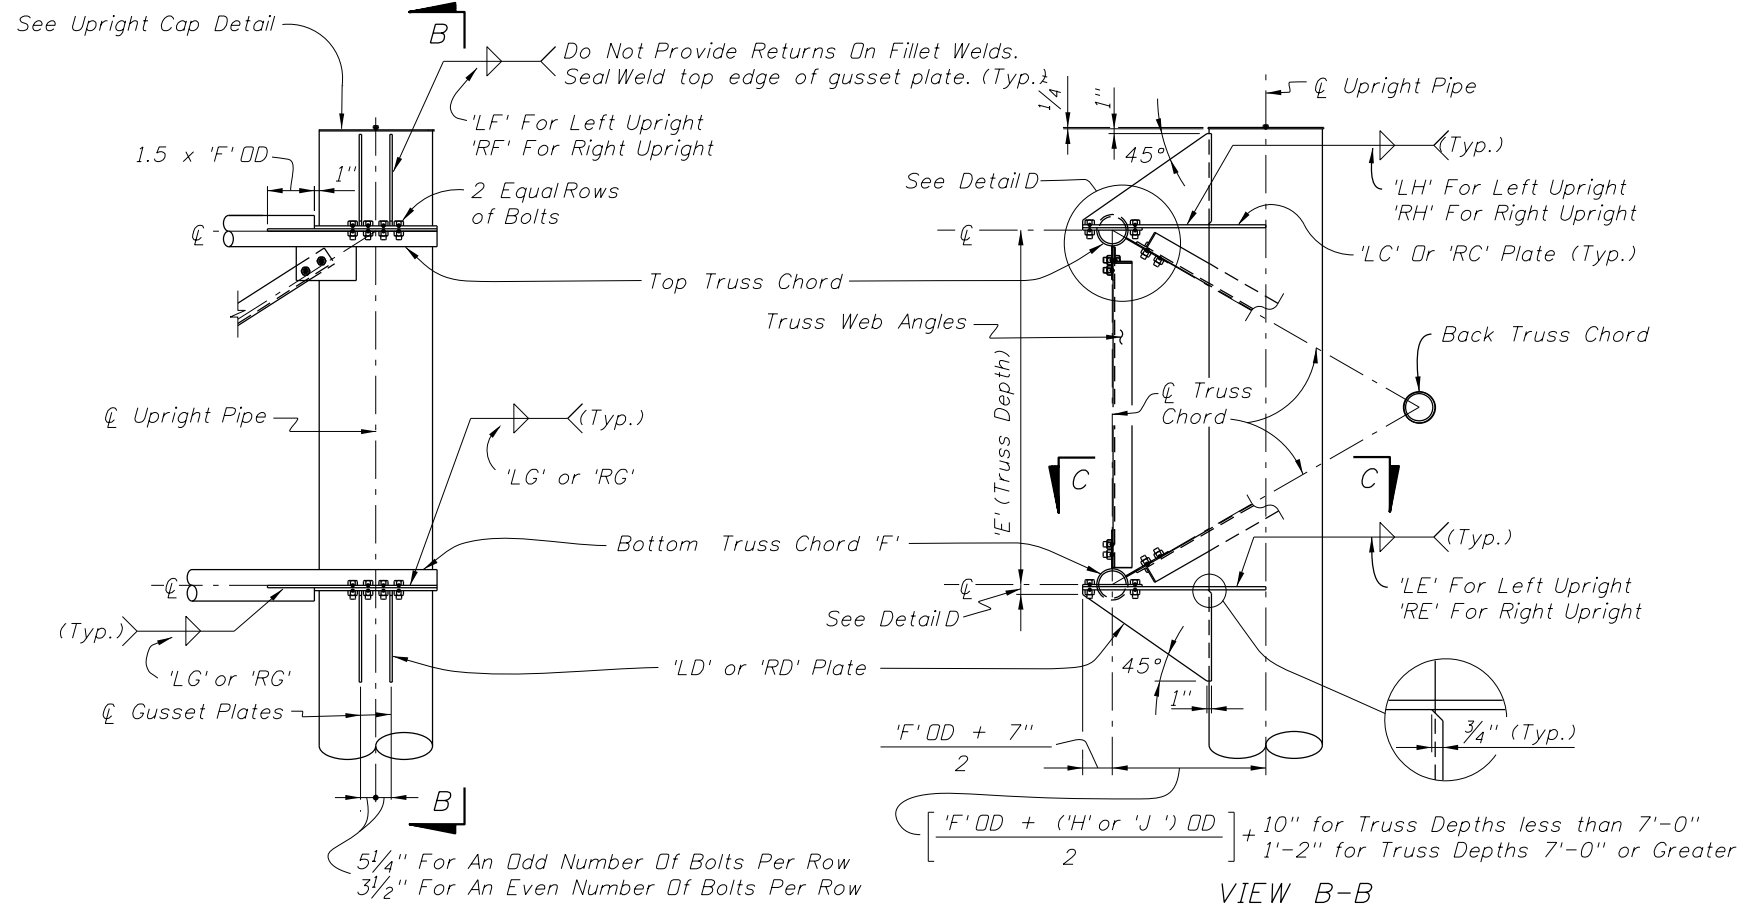 See Upright Cap Detail
B
Do Not Provide Returns On Fillet Welds.
Seal Weld top edge of gusset plate. (Typ.)
'LF' For Left Upright
'RF' For Right Upright
1.5 x 'F' OD
1"
2 Equal Rows
of Bolts
℄
Top Truss Chord
℄ Upright Pipe
(Typ.)
'LG' or 'RG'
Bottom Truss Chord 'F'
℄
(Typ.)
'LG' or 'RG'
'LD' or 'RD' Plate
℄ Gusset Plates
B
5¼" For An Odd Number Of Bolts Per Row
3½" For An Even Number Of Bolts Per Row
¼"
1"
45°
℄ Upright Pipe
(Typ.)
'LH' For Left Upright
'RH' For Right Upright
See Detail D
℄
'LC' Or 'RC' Plate (Typ.)
Truss Web Angles
Back Truss Chord
'E' (Truss Depth)
℄ Truss
Chord
C
C
(Typ.)
'LE' For Left Upright
'RE' For Right Upright
℄
See Detail D
45°
1"
¾" (Typ.)
'F' OD + 7"
2
'F' OD + ('H' or 'J ') OD
2
+ 10" for Truss Depths less than 7'-0"
1'-2" for Truss Depths 7'-0" or Greater
VIEW B-B